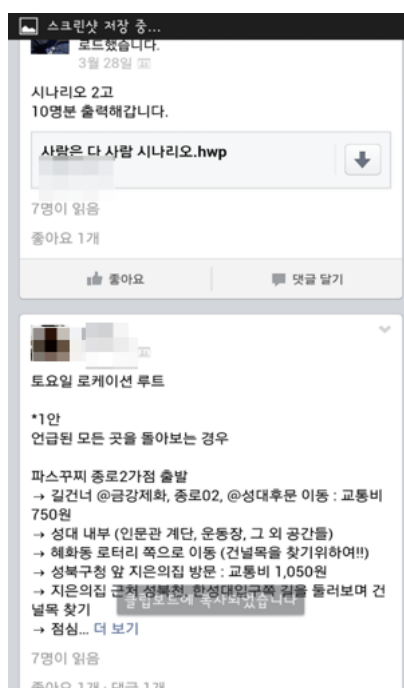 스크린샷 저장 중...
로드했습니다.
3월 28일
시나리오 2고
10명분 출력해갑니다.
사람은 다 사람 시나리오.hwp
7명이 읽음
좋아요 1개
좋아요
댓글 달기
토요일 로케이션 루트
*1안
언급된 모든 곳을 돌아보는 경우
파스꾸찌 종로2가점 출발
→ 길건너 @금강제화, 종로02, @성대후문 이동 : 교통비
750원
→ 성대 내부 (인문관 계단, 운동장, 그 외 공간들)
→ 혜화동 로터리 쪽으로 이동 (건널목을 찾기위하여!!)
→ 성북구청 앞 지은의집 방문 : 교통비 1,050원
→ 지은의집 근처 성북천, 한성대입구쪽 길을 둘러보며 건
널목 찾기
클립보드에 복사되었습니다
→ 점심... 더 보기
7명이 읽음
좋아요 1개 · 댓글 1개